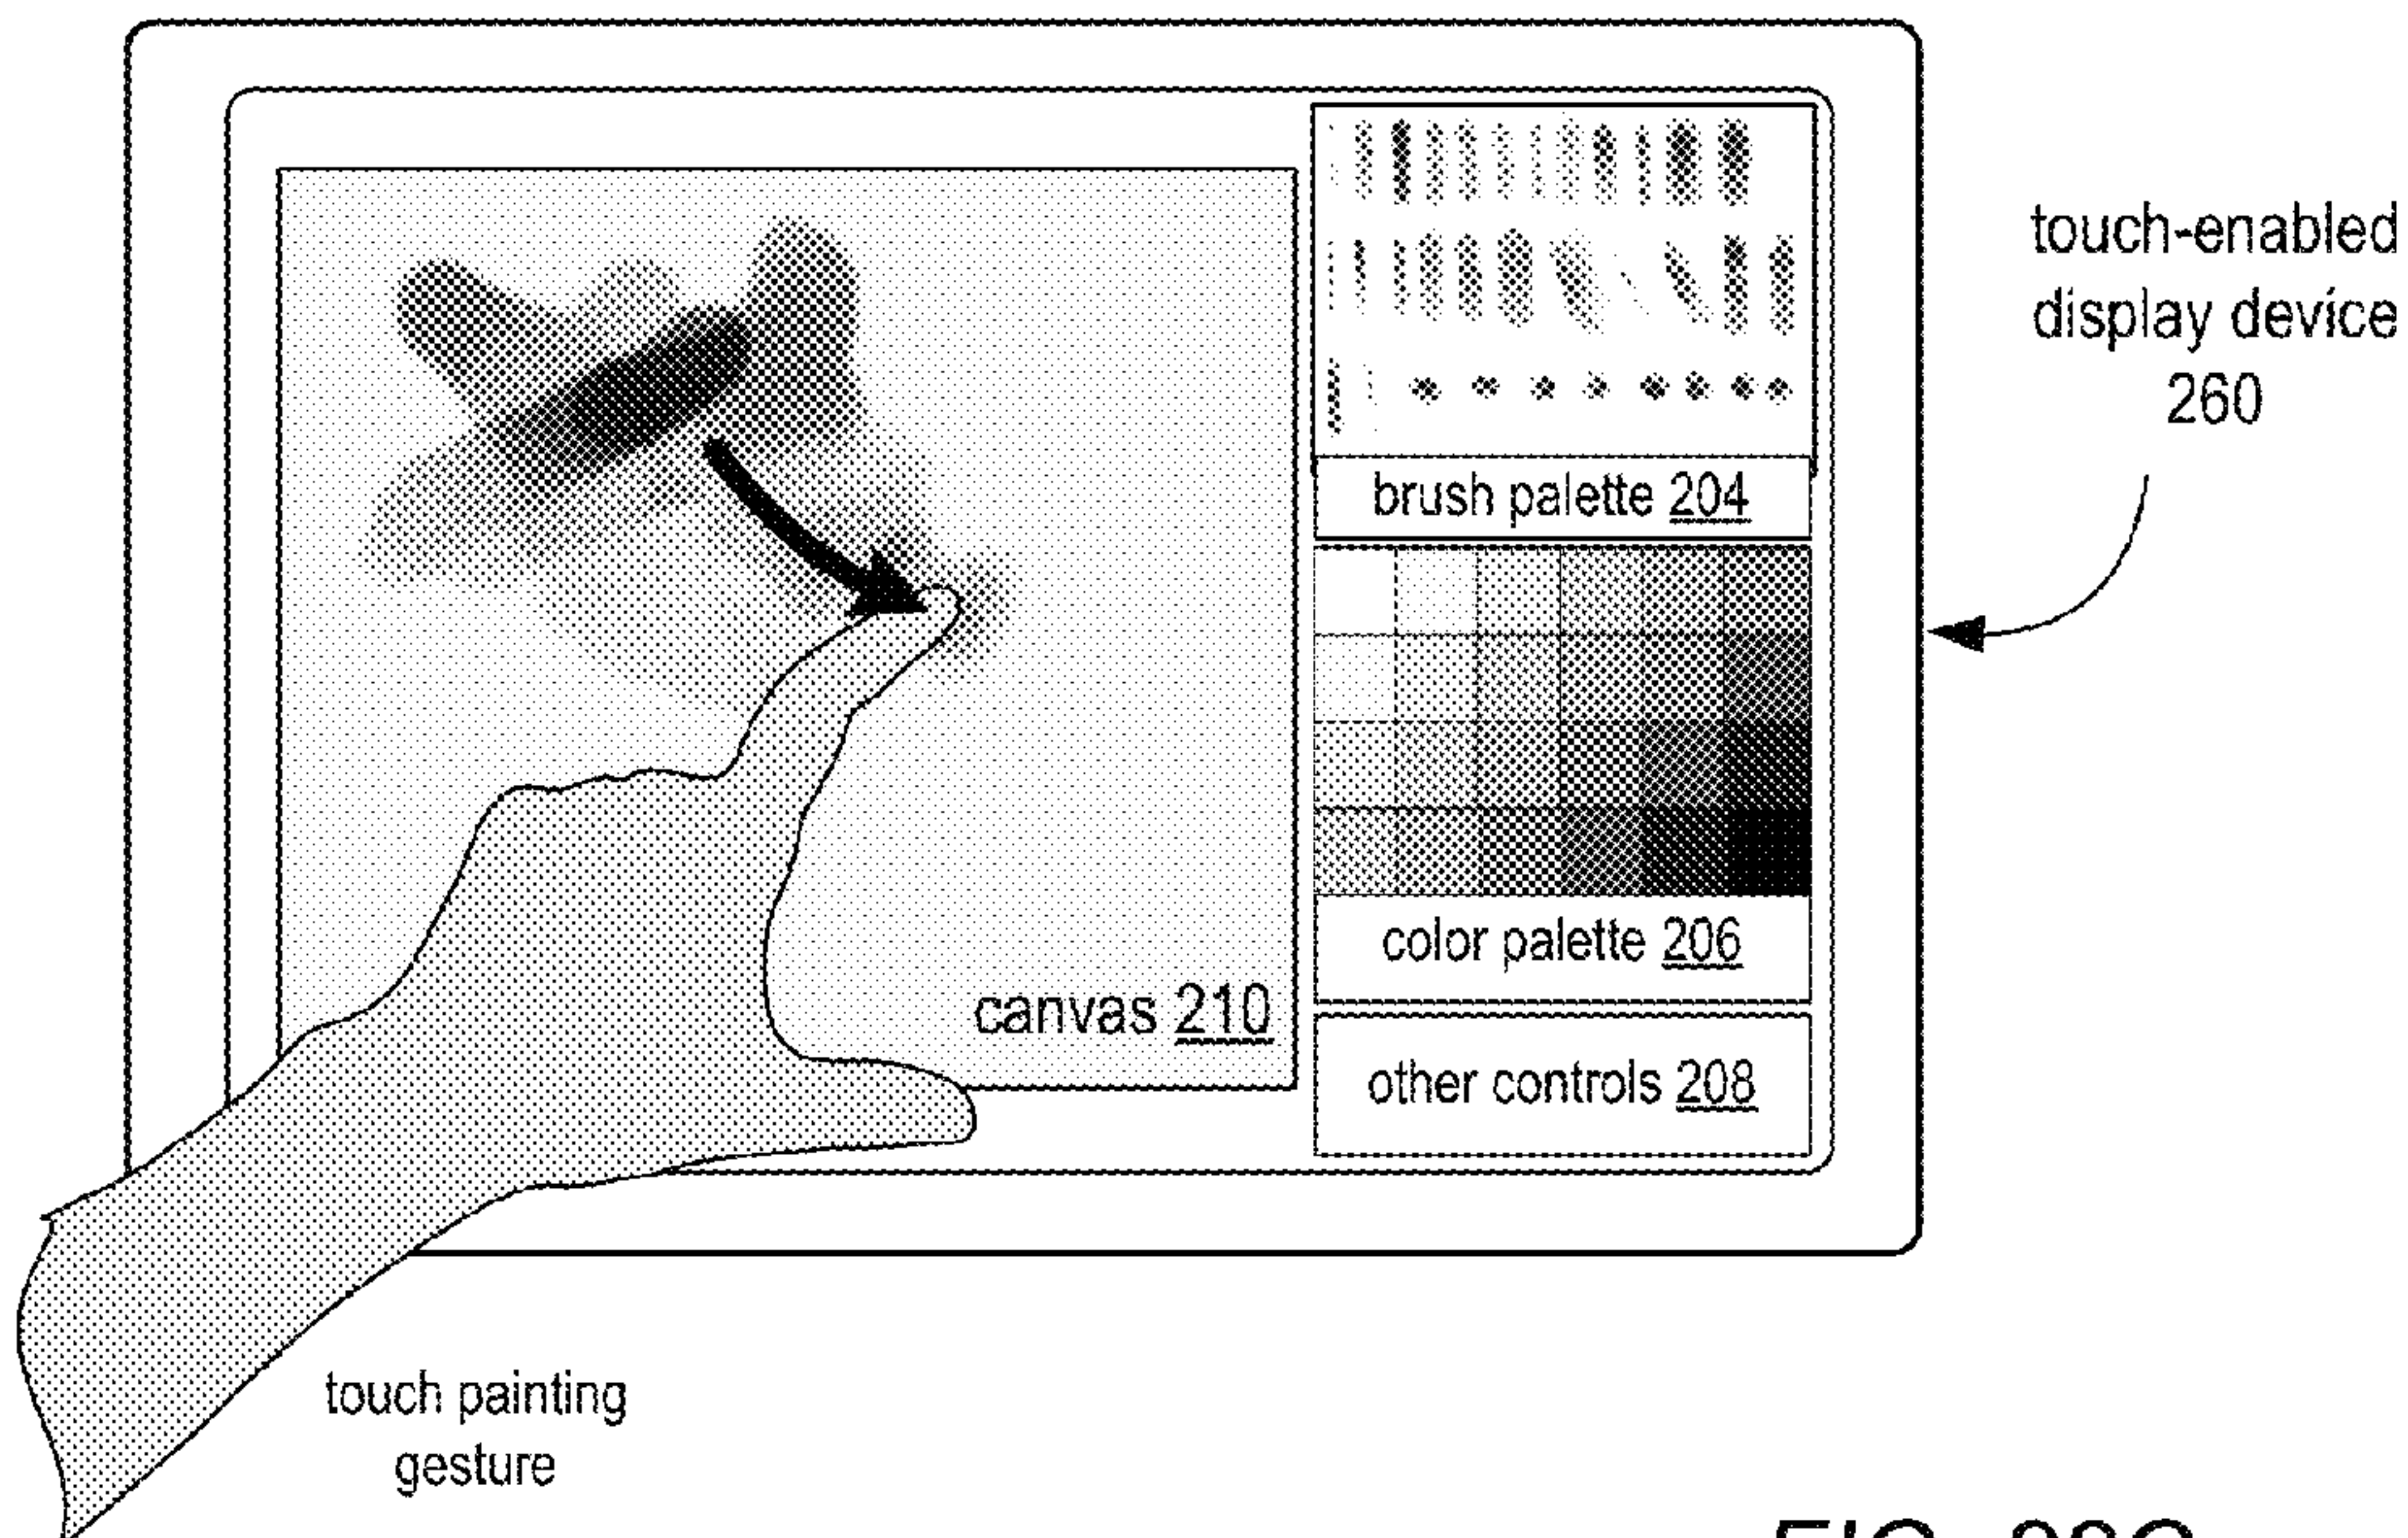 touch-enabled
display device
260
brush palette 204
color palette 206
canvas 210
other controls 208
touch painting
gesture
FIG.